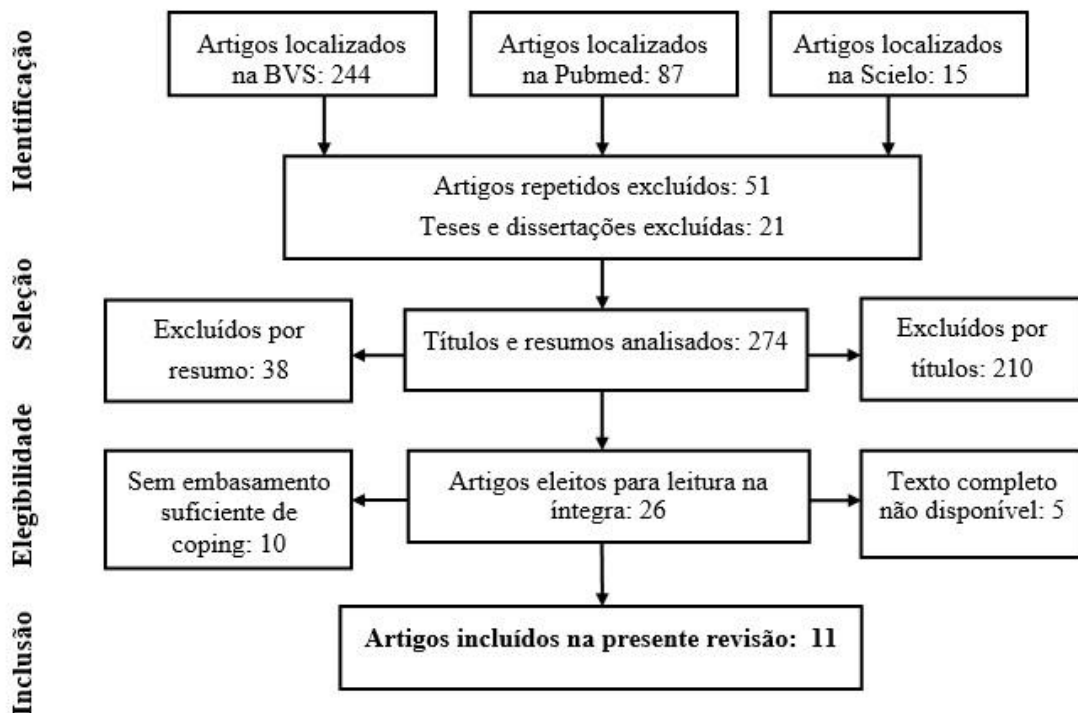 Identificação
Artigos localizados
na BVS: 244
Artigos localizados
na Pubmed: 87
Artigos localizados
na Scielo: 15
Artigos repetidos excluídos: 51
Teses e dissertações excluídas: 21
Seleção
Excluídos por
resumo: 38
Títulos e resumos analisados: 274
Excluídos por
títulos: 210
Elegibilidade
Sem embasamento
suficiente de
coping: 10
Artigos eleitos para leitura na
íntegra: 26
Texto completo
não disponível: 5
Inclusão
Artigos incluídos na presente revisão: 11